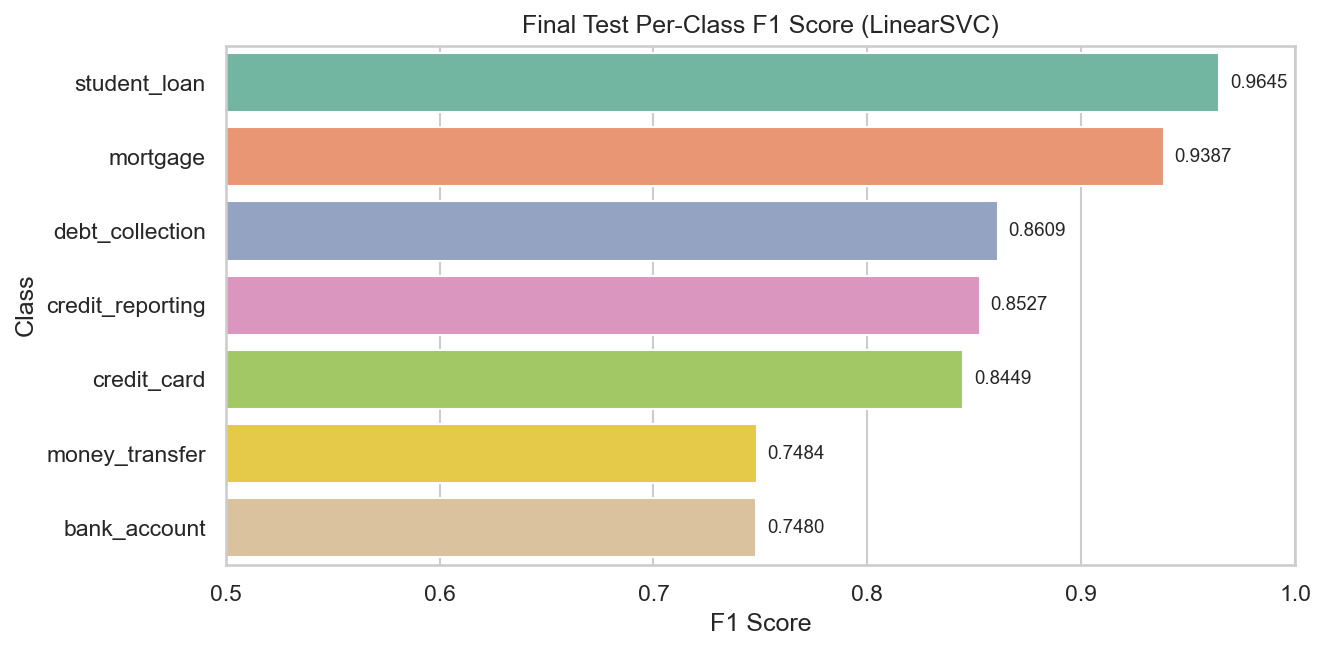 Final Test Per-Class F1 Score (LinearSVC)
Class
student_loan 0.9645
mortgage 0.9387
debt_collection 0.8609
credit_reporting 0.8527
credit_card 0.8449
money_transfer 0.7484
bank_account 0.7480
0.5 0.6 0.7 0.8 0.9 1.0
F1 Score